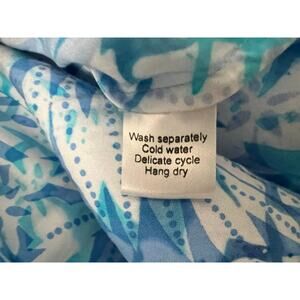 Wash separately
Cold water
Delicate cycle
Hang dry